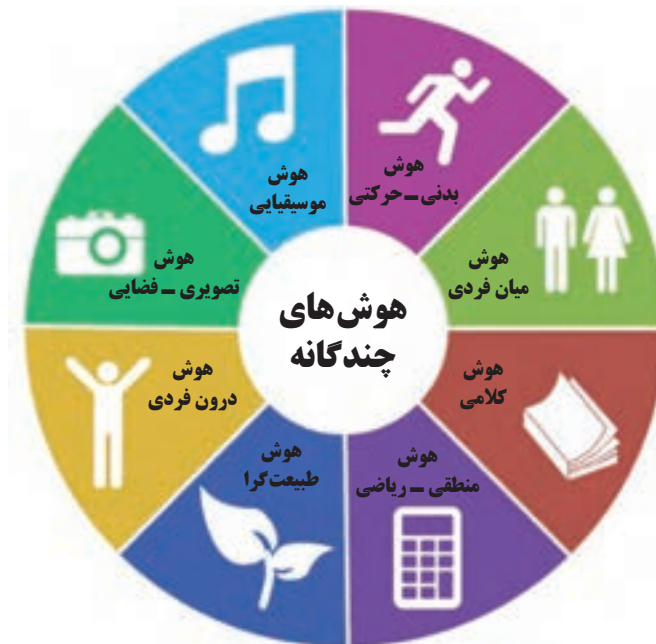 هوش‌های
چندگانه
هوش
بدنی ـ حرکتی
هوش
میان فردی
هوش
کلامی
هوش
منطقی ـ ریاضی
هوش
طبیعت‌گرا
هوش
درون فردی
هوش
تصویری ـ فضایی
هوش
موسیقیایی